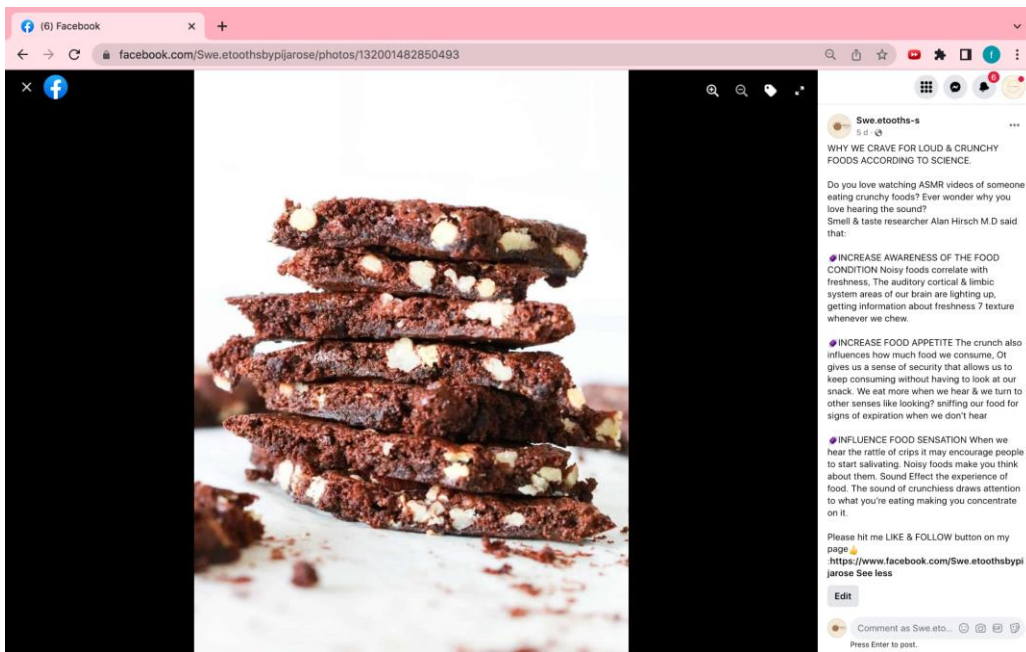 (6) Facebook
facebook.com/Swe.etoothsbypijarose/photos/132001482850493
6
Swe.etooths-s
5 d
WHY WE CRAVE FOR LOUD & CRUNCHY
FOODS ACCORDING TO SCIENCE.
Do you love watching ASMR videos of someone
eating crunchy foods? Ever wonder why you
love hearing the sound?
Smell & taste researcher Alan Hirsch M.D said
that:
INCREASE AWARENESS OF THE FOOD
CONDITION Noisy foods correlate with
freshness, The auditory cortical & limbic
system areas of our brain are lighting up,
getting information about freshness 7 texture
whenever we chew.
INCREASE FOOD APPETITE The crunch also
influences how much food we consume, Ot
gives us a sense of security that allows us to
keep consuming without having to look at our
snack. We eat more when we hear & we turn to
other senses like looking? sniffing our food for
signs of expiration when we don't hear
INFLUENCE FOOD SENSATION When we
hear the rattle of crips it may encourage people
to start salivating. Noisy foods make you think
about them. Sound Effect the experience of
food. The sound of crunchiess draws attention
to what you're eating making you concentrate
on it.
Please hit me LIKE & FOLLOW button on my
page👍
:https://www.facebook.com/Swe.etoothsbypi
jarose See less
Edit
Comment as Swe.eto...
Press Enter to post.